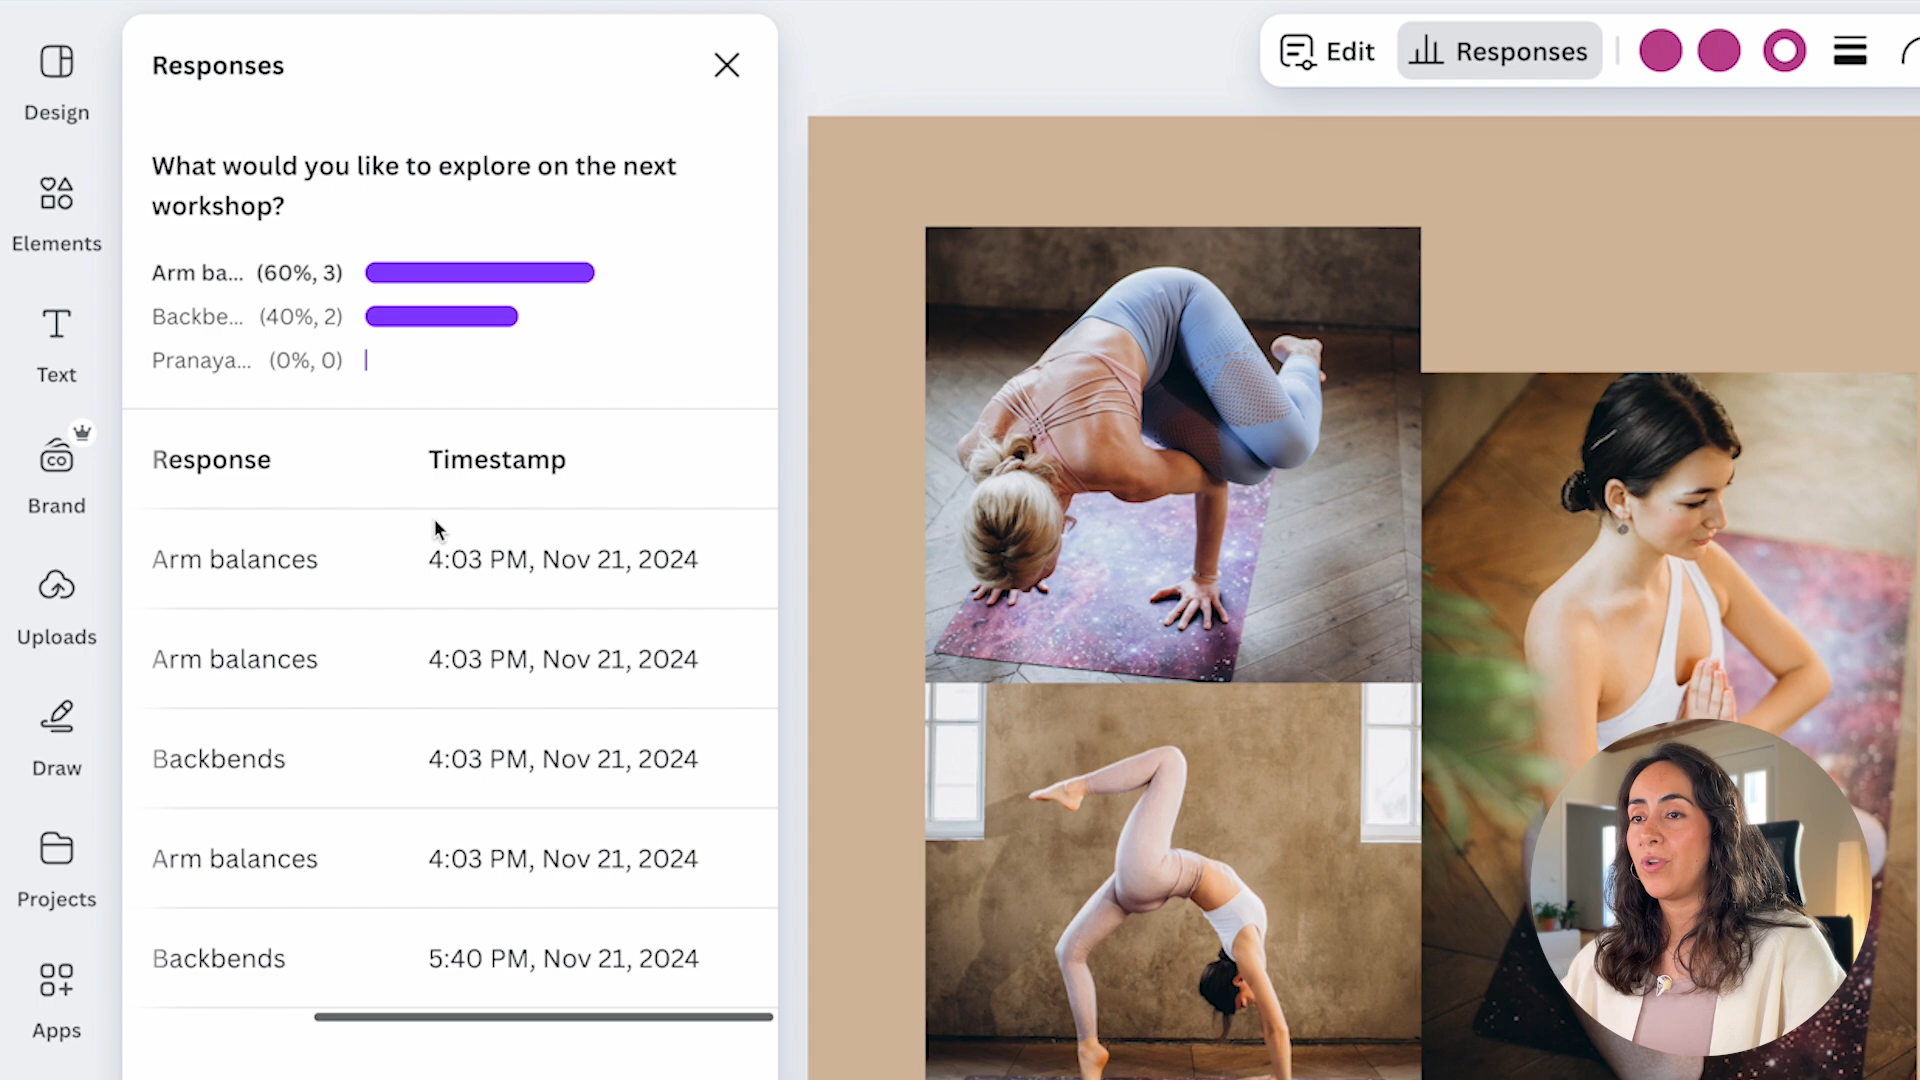 Design
Elements
Text
Brand
Uploads
Draw
Projects
Apps
Responses
What would you like to explore on the next
workshop?
Arm ba... (60%, 3)
Backbe... (40%, 2)
Pranaya... (0%, 0)
Response Timestamp
Arm balances 4:03 PM, Nov 21, 2024
Arm balances 4:03 PM, Nov 21, 2024
Backbends 4:03 PM, Nov 21, 2024
Arm balances 4:03 PM, Nov 21, 2024
Backbends 5:40 PM, Nov 21, 2024
Edit
Responses
CO